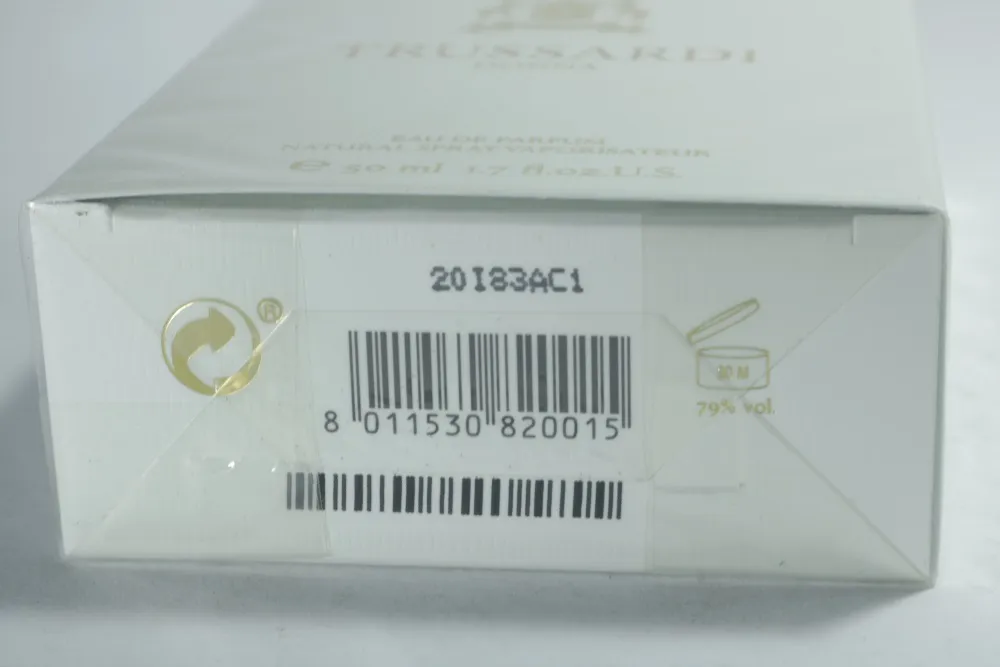 TRUSSARDI
DONNA
EAU DE PARFUM
NATURAL SPRAY VAPORISATEUR
e 50 ml 1.7 fl.oz.U.S.
20I83AC1
®
8 011530 820015
79% vol.